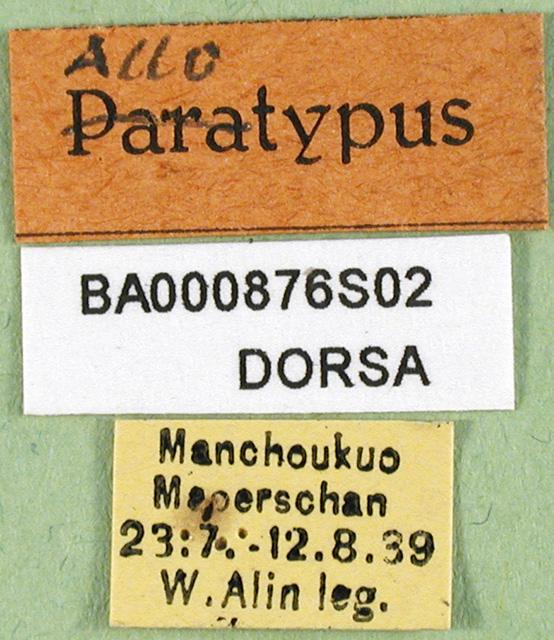 Allo
Paratypus
BA000876S02
DORSA
Manchoukuo
Maoerschan
23.7.-12.8.39
W. Alin leg.